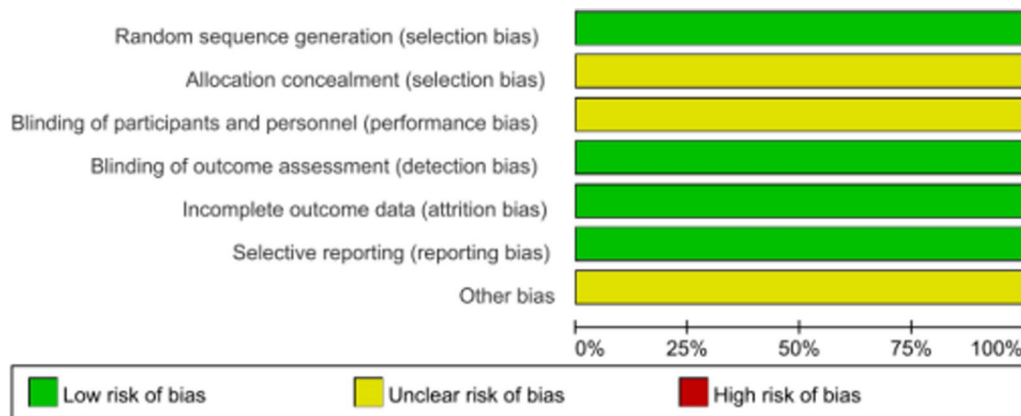 Random sequence generation (selection bias)
Allocation concealment (selection bias)
Blinding of participants and personnel (performance bias)
Blinding of outcome assessment (detection bias)
Incomplete outcome data (attrition bias)
Selective reporting (reporting bias)
Other bias
0% 25% 50% 75% 100%
Low risk of bias Unclear risk of bias High risk of bias